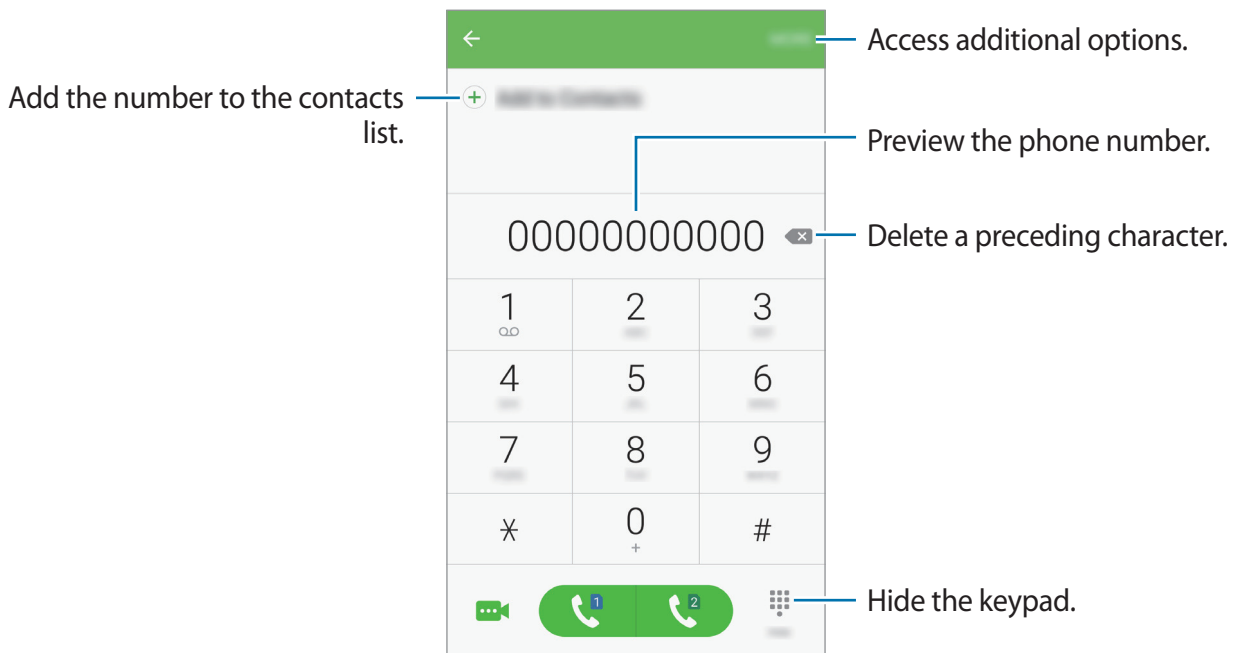 Access additional options.
Add the number to the contacts
list.
Preview the phone number.
00000000000
Delete a preceding character.
1
2
3
4
5
6
7
8
9
*
0
+
#
1
2
Hide the keypad.